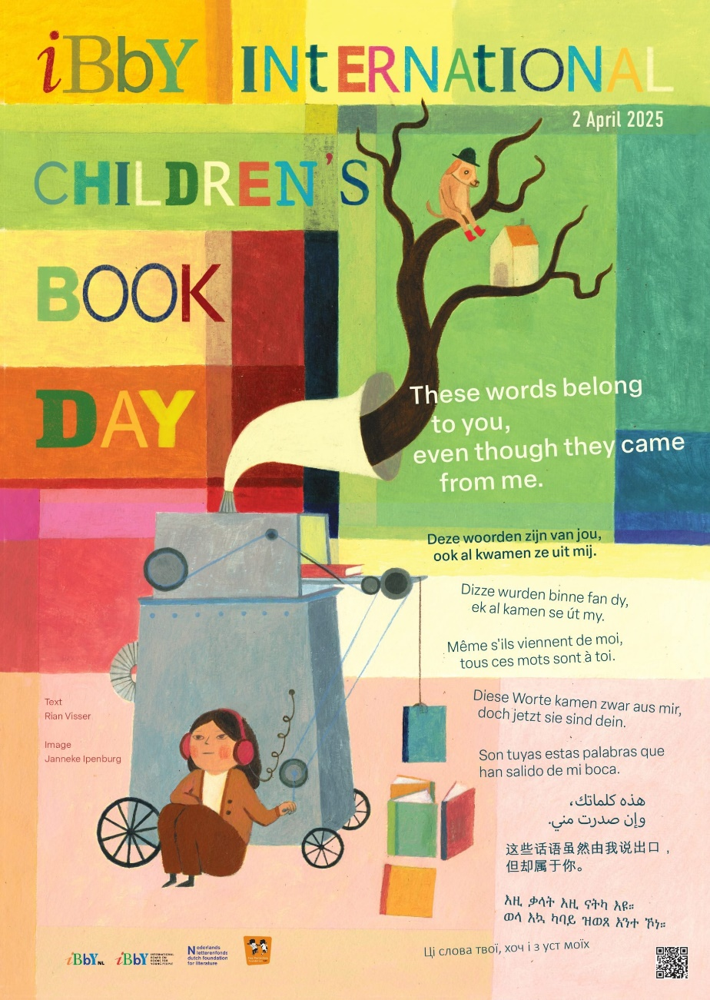 iBbY INtERNAtIONAL
2 April 2025
CHILDREN'S
BOOK
DAY
These words belong
to you,
even though they came
from me.
Deze woorden zijn van jou,
ook al kwamen ze uit mij.
Dizze wurden binne fan dy,
ek al kamen se út my.
Même s'ils viennent de moi,
tous ces mots sont à toi.
Text
Rian Visser
Image
Janneke Ipenburg
Diese Worte kamen zwar aus mir,
doch jetzt sie sind dein.
Son tuyas estas palabras que
han salido de mi boca.
هذه كلماتك،
وإن صدرت مني.
这些话语虽然由我说出口，
但却属于你。
እዚ ቃላት እዚ ናትካ እዩ።
ወላ እኳ ካባይ ዝወጸ እንተ ኾነ።
Ці слова твої, хоч і з уст моїх
iBbY.NL
iBbY INTERNATIONAL
BOARD ON
BOOKS FOR
YOUNG PEOPLE
Nederlands
letterenfonds
dutch foundation
for literature